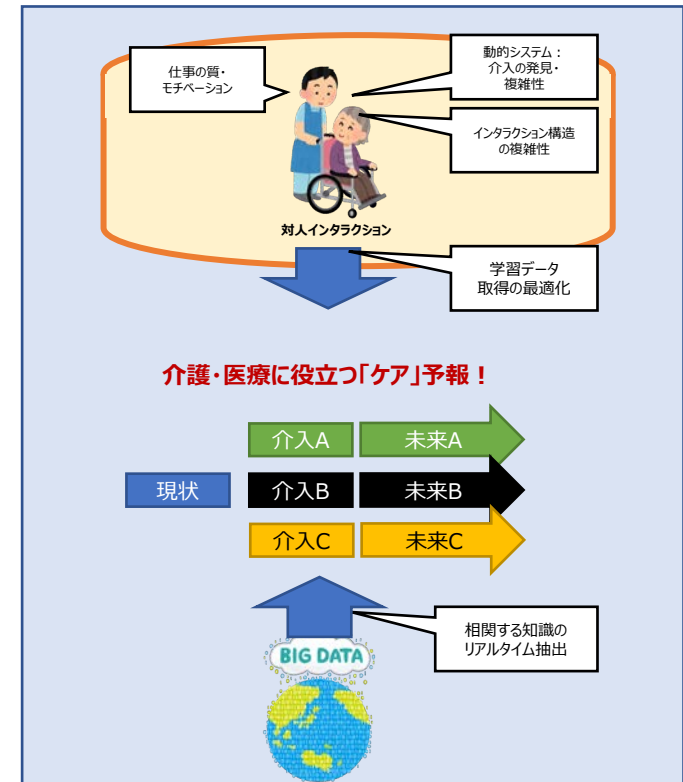 仕事の質・
モチベーション
動的システム：
介入の発見・
複雑性
インタラクション構造
の複雑性
対人インタラクション
学習データ
取得の最適化
介護・医療に役立つ「ケア」予報！
介入A
未来A
現状
介入B
未来B
介入C
未来C
相関する知識の
リアルタイム抽出
BIG DATA